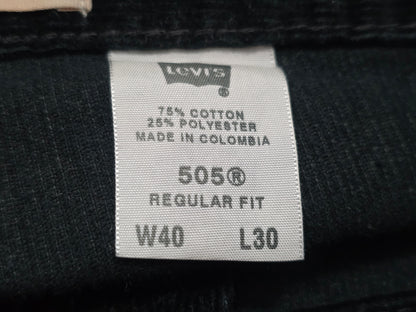 LEVI'S
®
75% COTTON
25% POLYESTER
MADE IN COLOMBIA
505®
REGULAR FIT
W40 L30